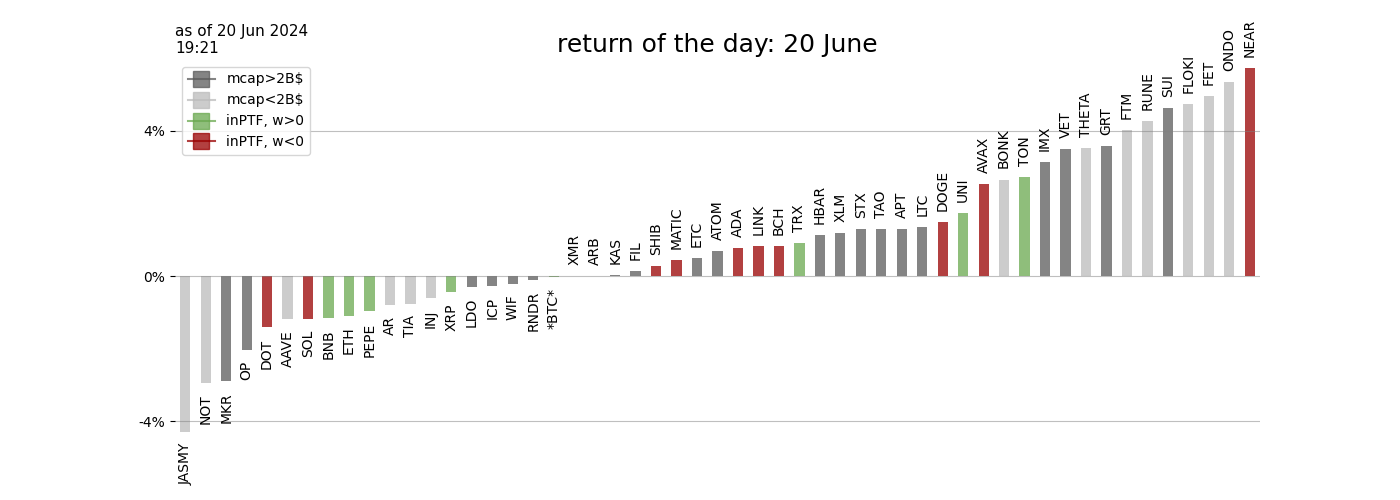 as of 20 Jun 2024
19:21
return of the day: 20 June
mcap>2B$
mcap<2B$
inPTF, w>0
inPTF, w<0
4%
0%
-4%
JASMY
NOT
MKR
OP
DOT
AAVE
SOL
BNB
ETH
PEPE
AR
TIA
INJ
XRP
LDO
ICP
WIF
RNDR
*BTC*
XMR
ARB
KAS
FIL
SHIB
MATIC
ETC
ATOM
ADA
LINK
BCH
TRX
HBAR
XLM
STX
TAO
APT
LTC
DOGE
UNI
AVAX
BONK
TON
IMX
VET
THETA
GRT
FTM
RUNE
SUI
FLOKI
FET
ONDO
NEAR